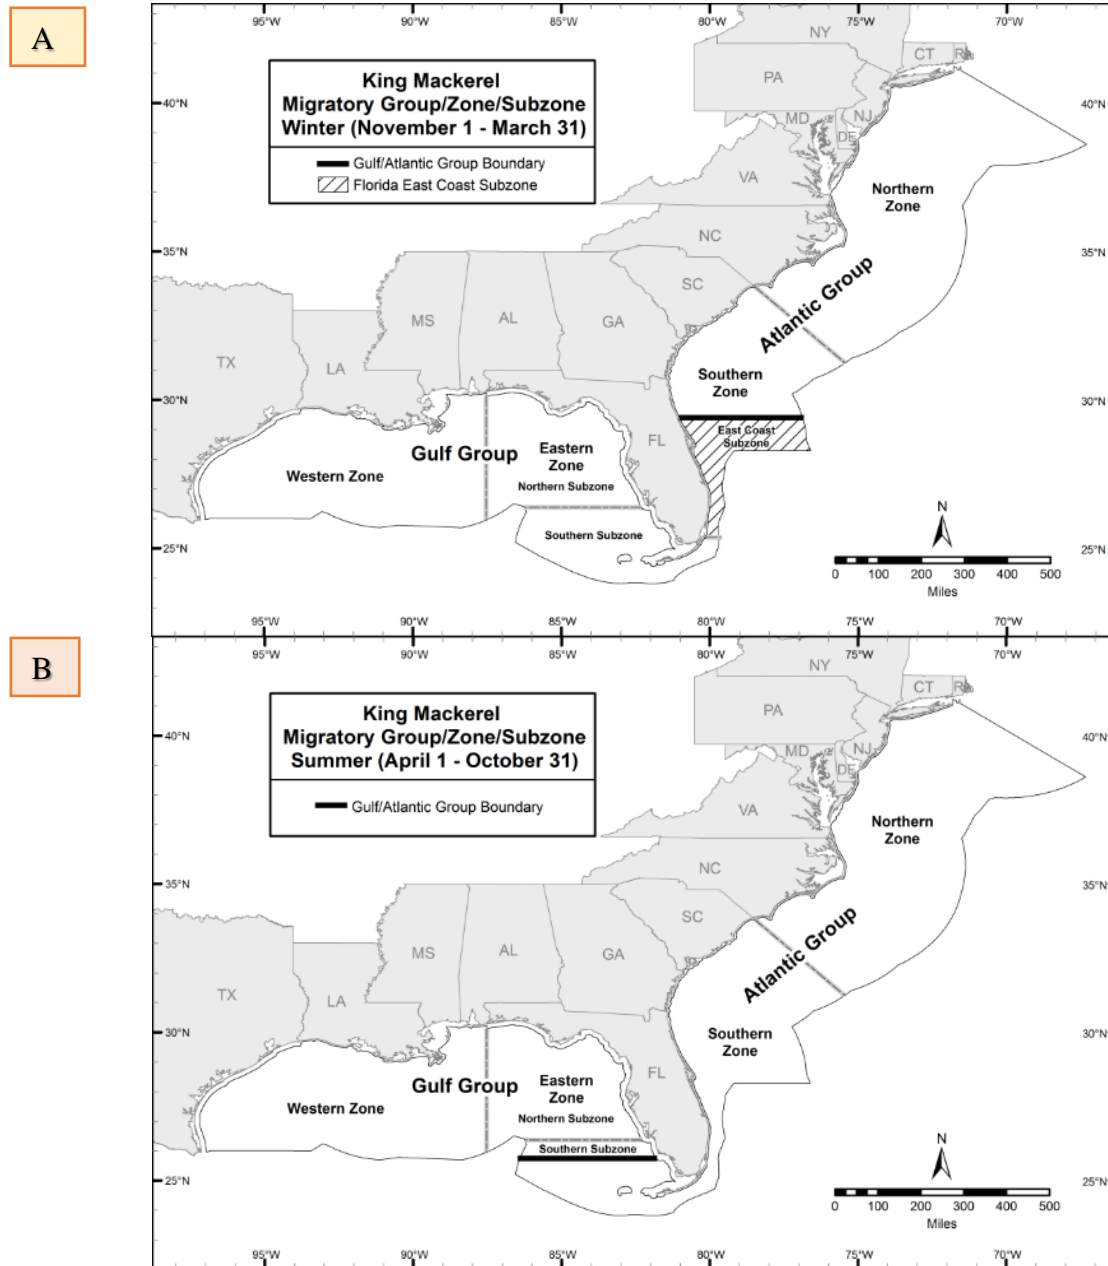 A
95°W 90°W 85°W 80°W 75°W 70°W
King Mackerel
Migratory Group/Zone/Subzone
Winter (November 1 - March 31)
Gulf/Atlantic Group Boundary
Florida East Coast Subzone
NY
CT
RI
PA
40°N 40°N
NJ
MD
DE
VA
Northern
Zone
35°N 35°N
NC
Atlantic Group
SC
MS AL GA
TX
LA
Southern
Zone
30°N 30°N
East Coast
Subzone
FL
Gulf Group
Eastern
Zone
Western Zone
Northern Subzone
N
Southern Subzone
25°N 25°N
0 100 200 300 400 500
Miles
95°W 90°W 85°W 80°W 75°W 70°W
B
NY
CT
King Mackerel
Migratory Group/Zone/Subzone
Summer (April 1 - October 31)
Gulf/Atlantic Group Boundary
PA
40°N 40°N
NJ
MD
DE
VA
Northern
Zone
35°N 35°N
NC
Atlantic Group
SC
MS AL GA
TX
LA
30°N 30°N
Southern
Zone
FL
Gulf Group
Eastern
Zone
Western Zone
Northern Subzone
Southern Subzone
N
25°N 25°N
0 100 200 300 400 500
Miles
95°W 90°W 85°W 80°W 75°W 70°W